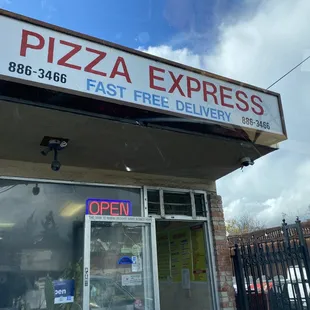 PIZZA EXPRESS
886-3466
FAST FREE DELIVERY
886-3466
OPEN